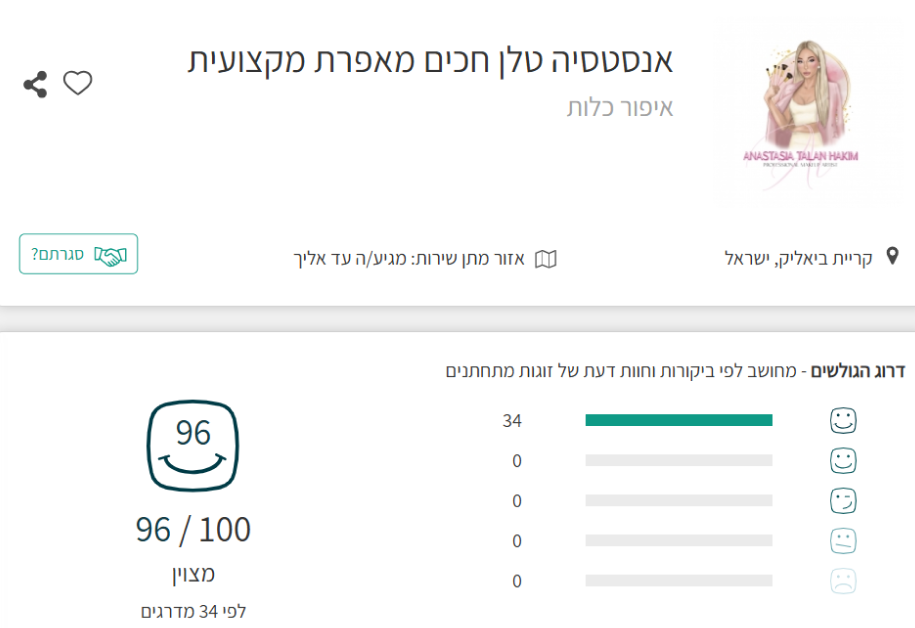 אנסטסיה טלן חכים מאפרת מקצועית
איפור כלות
ANASTASIA TALAN HAKIM
PROFESSIONAL MAKEUP ARTIST
קריית ביאליק, ישראל
אזור מתן שירות: מגיע/ה עד אליך
סגרתם?
דרוג הגולשים - מחושב לפי ביקורות וחוות דעת של זוגות מתחתנים
34
0
0
0
0
96
96 / 100
מצוין
לפי 34 מדרגים